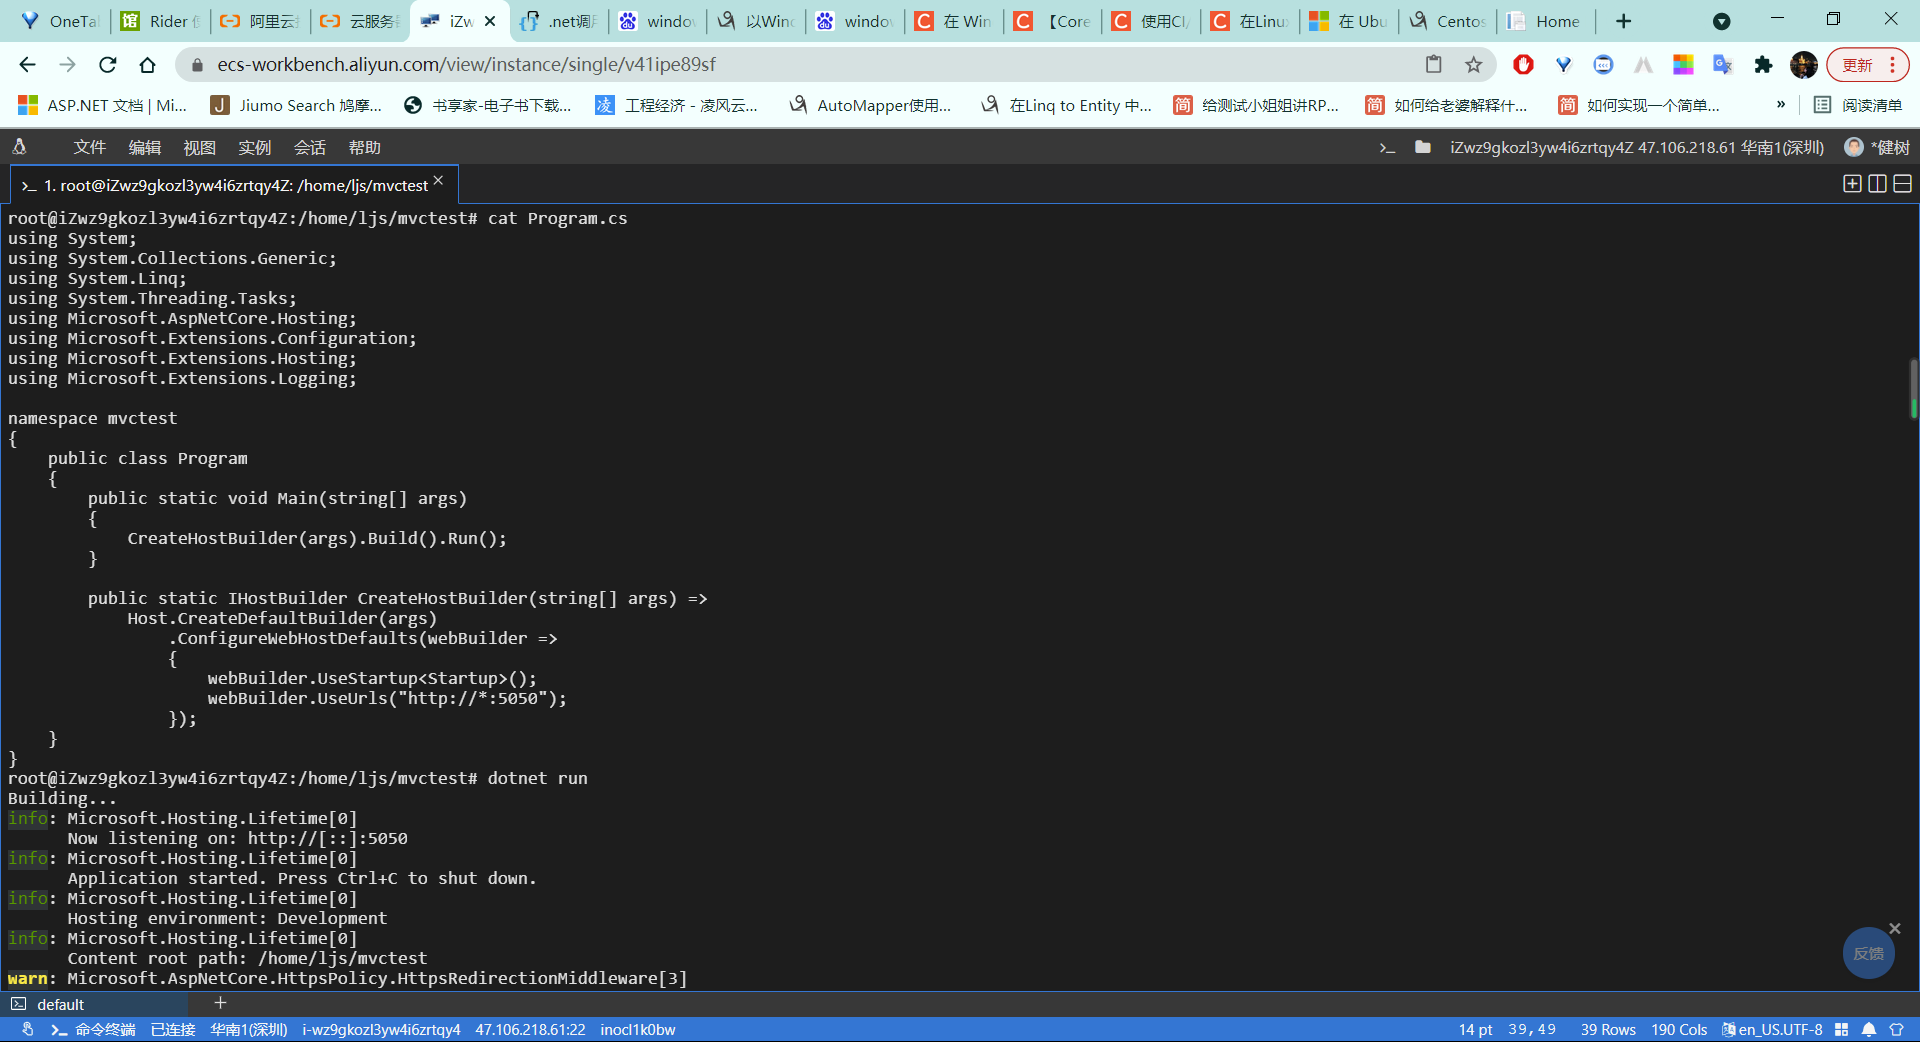 OneTab
Rider 使
阿里云扌
云服务器
iZw
.net调用
window
以Wind
window
在 Win
【Core
使用CI/
在Linux
在 Ubu
Centos
Home
ecs-workbench.aliyun.com/view/instance/single/v41ipe89sf
更新
ASP.NET 文档 | Mi...
Jiumo Search 鸠摩...
书享家-电子书下载...
工程经济 - 凌风云...
AutoMapper使用...
在Linq to Entity 中...
给测试小姐姐讲RP...
如何给老婆解释什...
如何实现一个简单...
»
阅读清单
文件 编辑 视图 实例 会话 帮助
iZwz9gkozl3yw4i6zrtqy4Z 47.106.218.61 华南1(深圳)
*健树
1. root@iZwz9gkozl3yw4i6zrtqy4Z: /home/ljs/mvctest
root@iZwz9gkozl3yw4i6zrtqy4Z:/home/ljs/mvctest# cat Program.cs
using System;
using System.Collections.Generic;
using System.Linq;
using System.Threading.Tasks;
using Microsoft.AspNetCore.Hosting;
using Microsoft.Extensions.Configuration;
using Microsoft.Extensions.Hosting;
using Microsoft.Extensions.Logging;
namespace mvctest
{
public class Program
{
public static void Main(string[] args)
{
CreateHostBuilder(args).Build().Run();
}
public static IHostBuilder CreateHostBuilder(string[] args) =>
Host.CreateDefaultBuilder(args)
.ConfigureWebHostDefaults(webBuilder =>
{
webBuilder.UseStartup<Startup>();
webBuilder.UseUrls("http://*:5050");
});
}
}
root@iZwz9gkozl3yw4i6zrtqy4Z:/home/ljs/mvctest# dotnet run
Building...
info: Microsoft.Hosting.Lifetime[0]
Now listening on: http://[::]:5050
info: Microsoft.Hosting.Lifetime[0]
Application started. Press Ctrl+C to shut down.
info: Microsoft.Hosting.Lifetime[0]
Hosting environment: Development
info: Microsoft.Hosting.Lifetime[0]
Content root path: /home/ljs/mvctest
warn: Microsoft.AspNetCore.HttpsPolicy.HttpsRedirectionMiddleware[3]
反馈
default
命令终端 已连接 华南1(深圳) i-wz9gkozl3yw4i6zrtqy4 47.106.218.61:22 inocl1k0bw
14 pt 39,49 39 Rows 190 Cols en_US.UTF-8